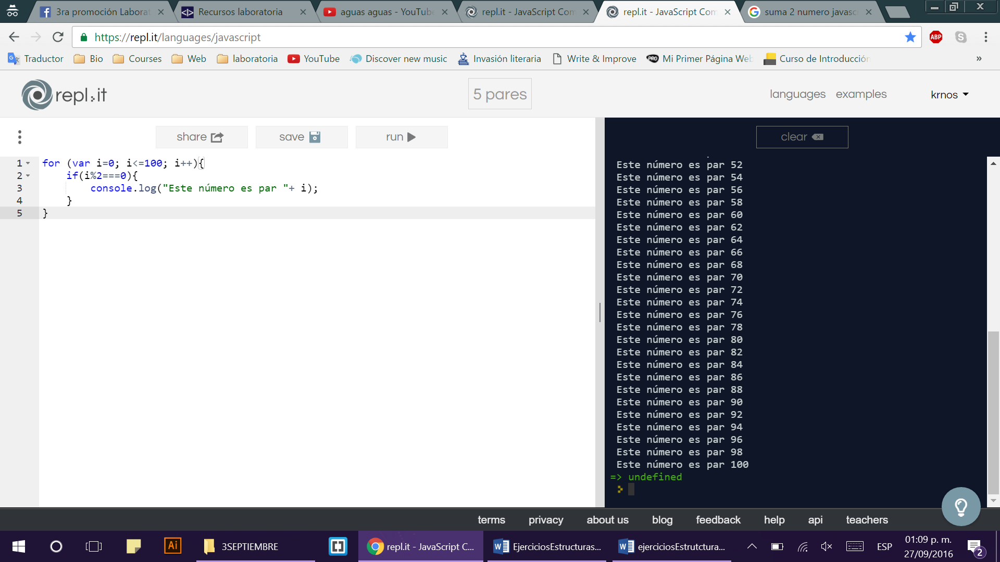 3ra promoción Laborat
Recursos laboratoria
aguas aguas - YouTube
repl.it - JavaScript Com
repl.it - JavaScript Com
suma 2 numero javasc
https://repl.it/languages/javascript
ABP
S
Traductor
Bio
Courses
Web
laboratoria
YouTube
Discover new music
Invasión literaria
Write & Improve
PRO
Mi Primer Página Web
Curso de Introducción
»
repl.it
5 pares
languages
examples
krnos
share
save
run
clear
1 for (var i=0; i<=100; i++){
2 if(i%2===0){
3 console.log("Este número es par "+ i);
4 }
5 }
Este número es par 52
Este número es par 54
Este número es par 56
Este número es par 58
Este número es par 60
Este número es par 62
Este número es par 64
Este número es par 66
Este número es par 68
Este número es par 70
Este número es par 72
Este número es par 74
Este número es par 76
Este número es par 78
Este número es par 80
Este número es par 82
Este número es par 84
Este número es par 86
Este número es par 88
Este número es par 90
Este número es par 92
Este número es par 94
Este número es par 96
Este número es par 98
Este número es par 100
=> undefined
terms
privacy
about us
blog
feedback
help
api
teachers
Ai
3SEPTIEMBRE
repl.it - JavaScript C...
EjerciciosEstructuras...
ejerciciosEstrutctura...
ESP
01:09 p. m.
27/09/2016
2